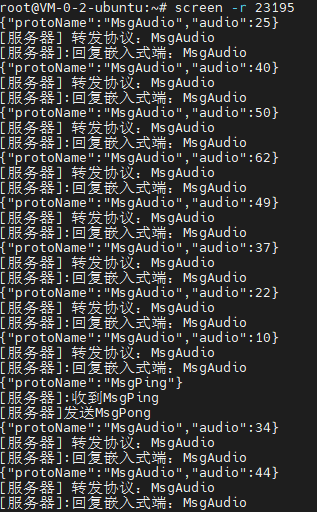 root@VM-0-2-ubuntu:~# screen -r 23195
{"protoName":"MsgAudio","audio":25}
[服务器] 转发协议：MsgAudio
[服务器]:回复嵌入式端：MsgAudio
{"protoName":"MsgAudio","audio":40}
[服务器] 转发协议：MsgAudio
[服务器]:回复嵌入式端：MsgAudio
{"protoName":"MsgAudio","audio":50}
[服务器] 转发协议：MsgAudio
[服务器]:回复嵌入式端：MsgAudio
{"protoName":"MsgAudio","audio":62}
[服务器] 转发协议：MsgAudio
[服务器]:回复嵌入式端：MsgAudio
{"protoName":"MsgAudio","audio":49}
[服务器] 转发协议：MsgAudio
[服务器]:回复嵌入式端：MsgAudio
{"protoName":"MsgAudio","audio":37}
[服务器] 转发协议：MsgAudio
[服务器]:回复嵌入式端：MsgAudio
{"protoName":"MsgAudio","audio":22}
[服务器] 转发协议：MsgAudio
[服务器]:回复嵌入式端：MsgAudio
{"protoName":"MsgAudio","audio":10}
[服务器] 转发协议：MsgAudio
[服务器]:回复嵌入式端：MsgAudio
{"protoName":"MsgPing"}
[服务器]:收到MsgPing
[服务器]发送MsgPong
{"protoName":"MsgAudio","audio":34}
[服务器] 转发协议：MsgAudio
[服务器]:回复嵌入式端：MsgAudio
{"protoName":"MsgAudio","audio":44}
[服务器] 转发协议：MsgAudio
[服务器]:回复嵌入式端：MsgAudio